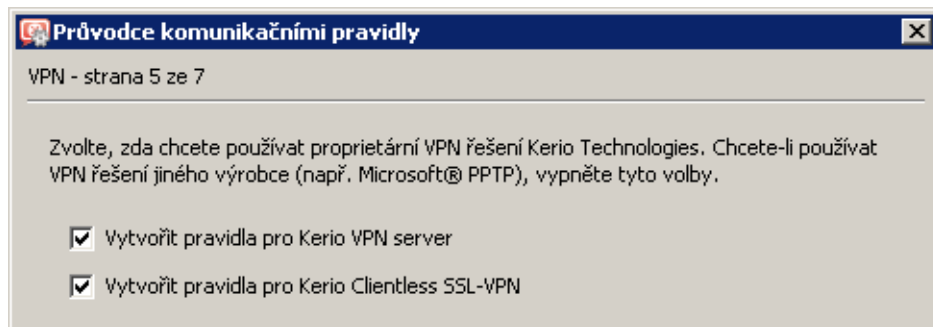 Průvodce komunikačními pravidly
VPN - strana 5 ze 7
Zvolte, zda chcete používat proprietární VPN řešení Kerio Technologies. Chcete-li používat
VPN řešení jiného výrobce (např. Microsoft® PPTP), vypněte tyto volby.
Vytvořit pravidla pro Kerio VPN server
Vytvořit pravidla pro Kerio Clientless SSL-VPN